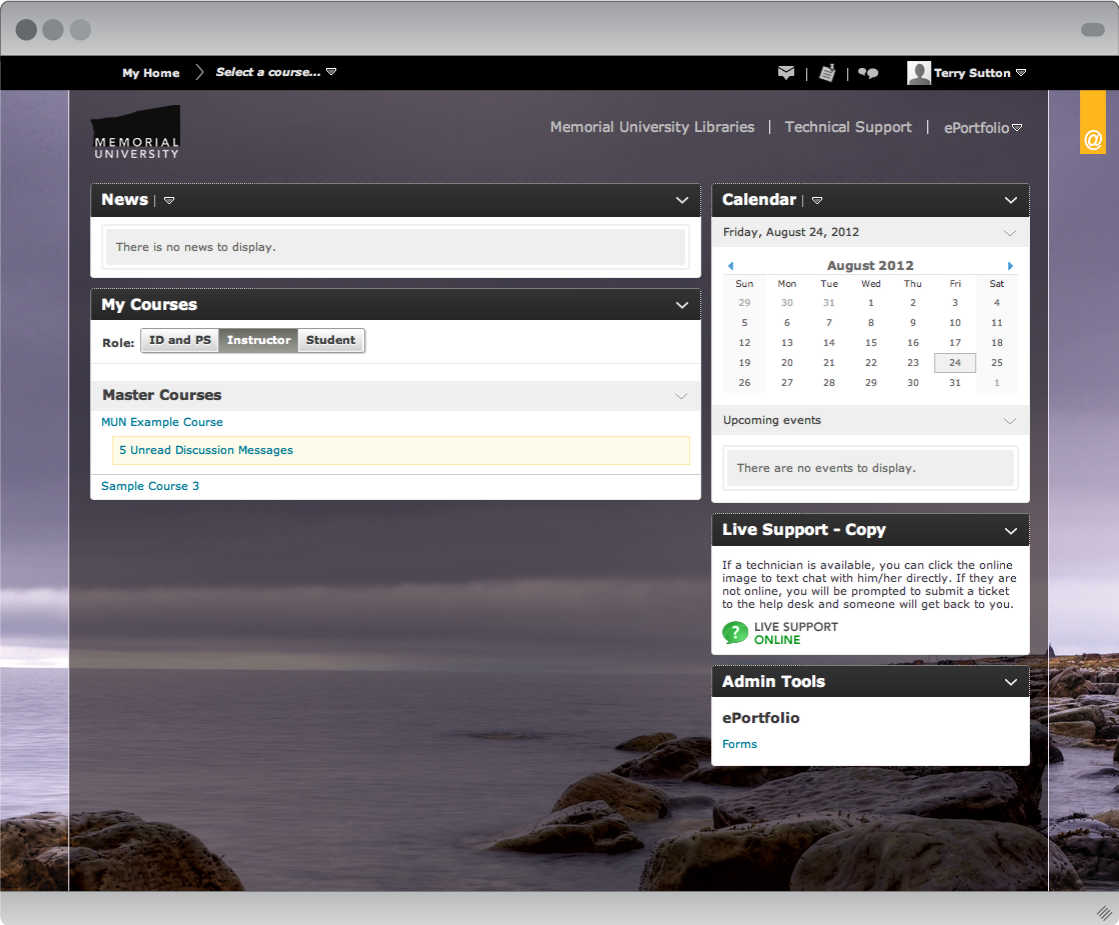 My Home Select a course... | | Terry Sutton
MEMORIAL
UNIVERSITY
Memorial University Libraries | Technical Support | ePortfolio
@
News |
There is no news to display.
My Courses
Role: ID and PS Instructor Student
Master Courses
MUN Example Course
5 Unread Discussion Messages
Sample Course 3
Calendar |
Friday, August 24, 2012
August 2012
Sun Mon Tue Wed Thu Fri Sat
29 30 31 1 2 3 4
5 6 7 8 9 10 11
12 13 14 15 16 17 18
19 20 21 22 23 24 25
26 27 28 29 30 31 1
Upcoming events
There are no events to display.
Live Support - Copy
If a technician is available, you can click the online
image to text chat with him/her directly. If they are
not online, you will be prompted to submit a ticket
to the help desk and someone will get back to you.
? LIVE SUPPORT
ONLINE
Admin Tools
ePortfolio
Forms